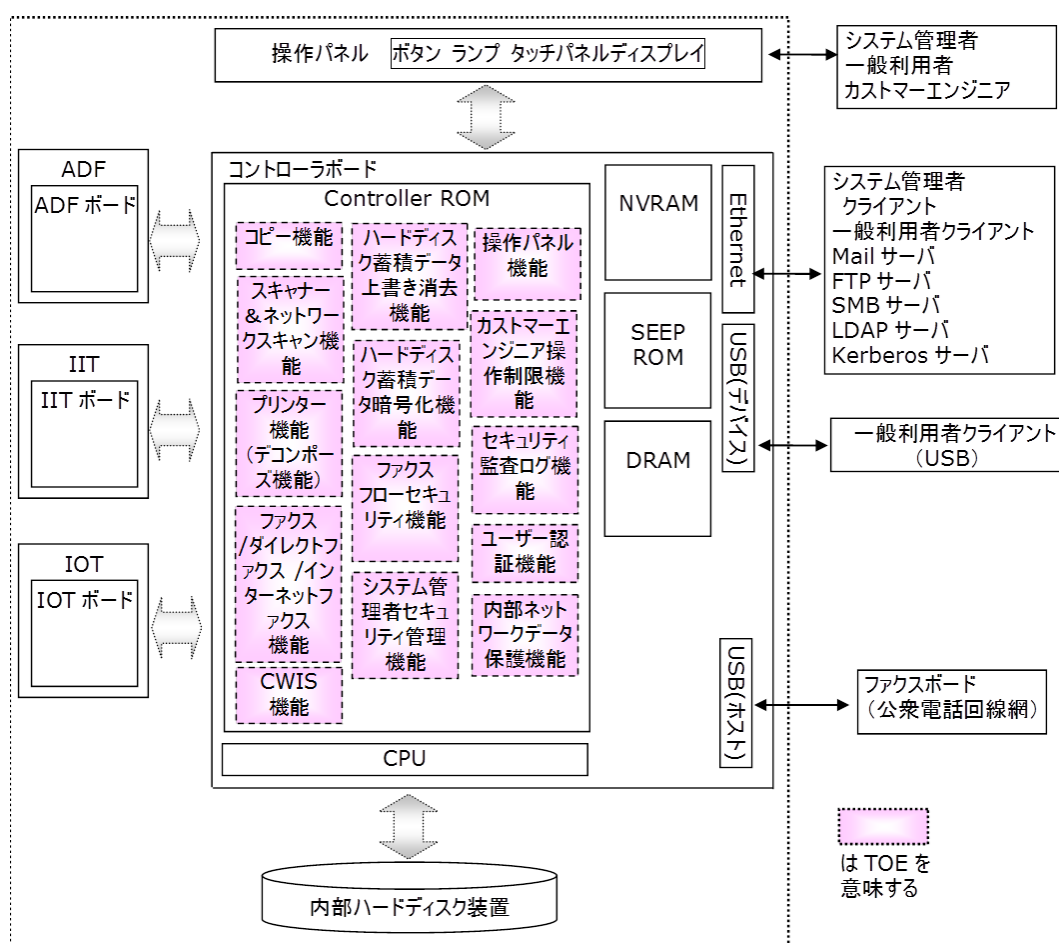 操作パネル
ボタン ランプ タッチパネルディスプレイ
システム管理者
一般利用者
カストマーエンジニア
ADF
ADF ボード
IIT
IIT ボード
IOT
IOT ボード
コントローラボード
Controller ROM
コピー機能
スキャナー
&ネットワー
クスキャン機
能
プリンター
機能
(デコンポー
ズ機能)
ファクス
/ダイレクトフ
ァクス /インタ
ーネットフ
ァクス
機能
CWIS
機能
ハードディス
ク蓄積データ
上書き消去
機能
ハードディス
ク蓄積デー
タ暗号化機
能
ファクス
フローセキュ
リティ機能
システム管
理者セキュ
リティ管理
機能
操作パネル
機能
カストマーエ
ンジニア操
作制限機
能
セキュリティ
監査ログ機
能
ユーザー認
証機能
内部ネット
ワークデータ
保護機能
CPU
NVRAM
SEEP
ROM
DRAM
Ethernet
USB(デバイス)
USB(ホスト)
システム管理者
クライアント
一般利用者クライアント
Mail サーバ
FTP サーバ
SMB サーバ
LDAP サーバ
Kerberos サーバ
一般利用者クライアント
(USB)
ファクスボード
(公衆電話回線網)
内部ハードディスク装置
は TOE を
意味する